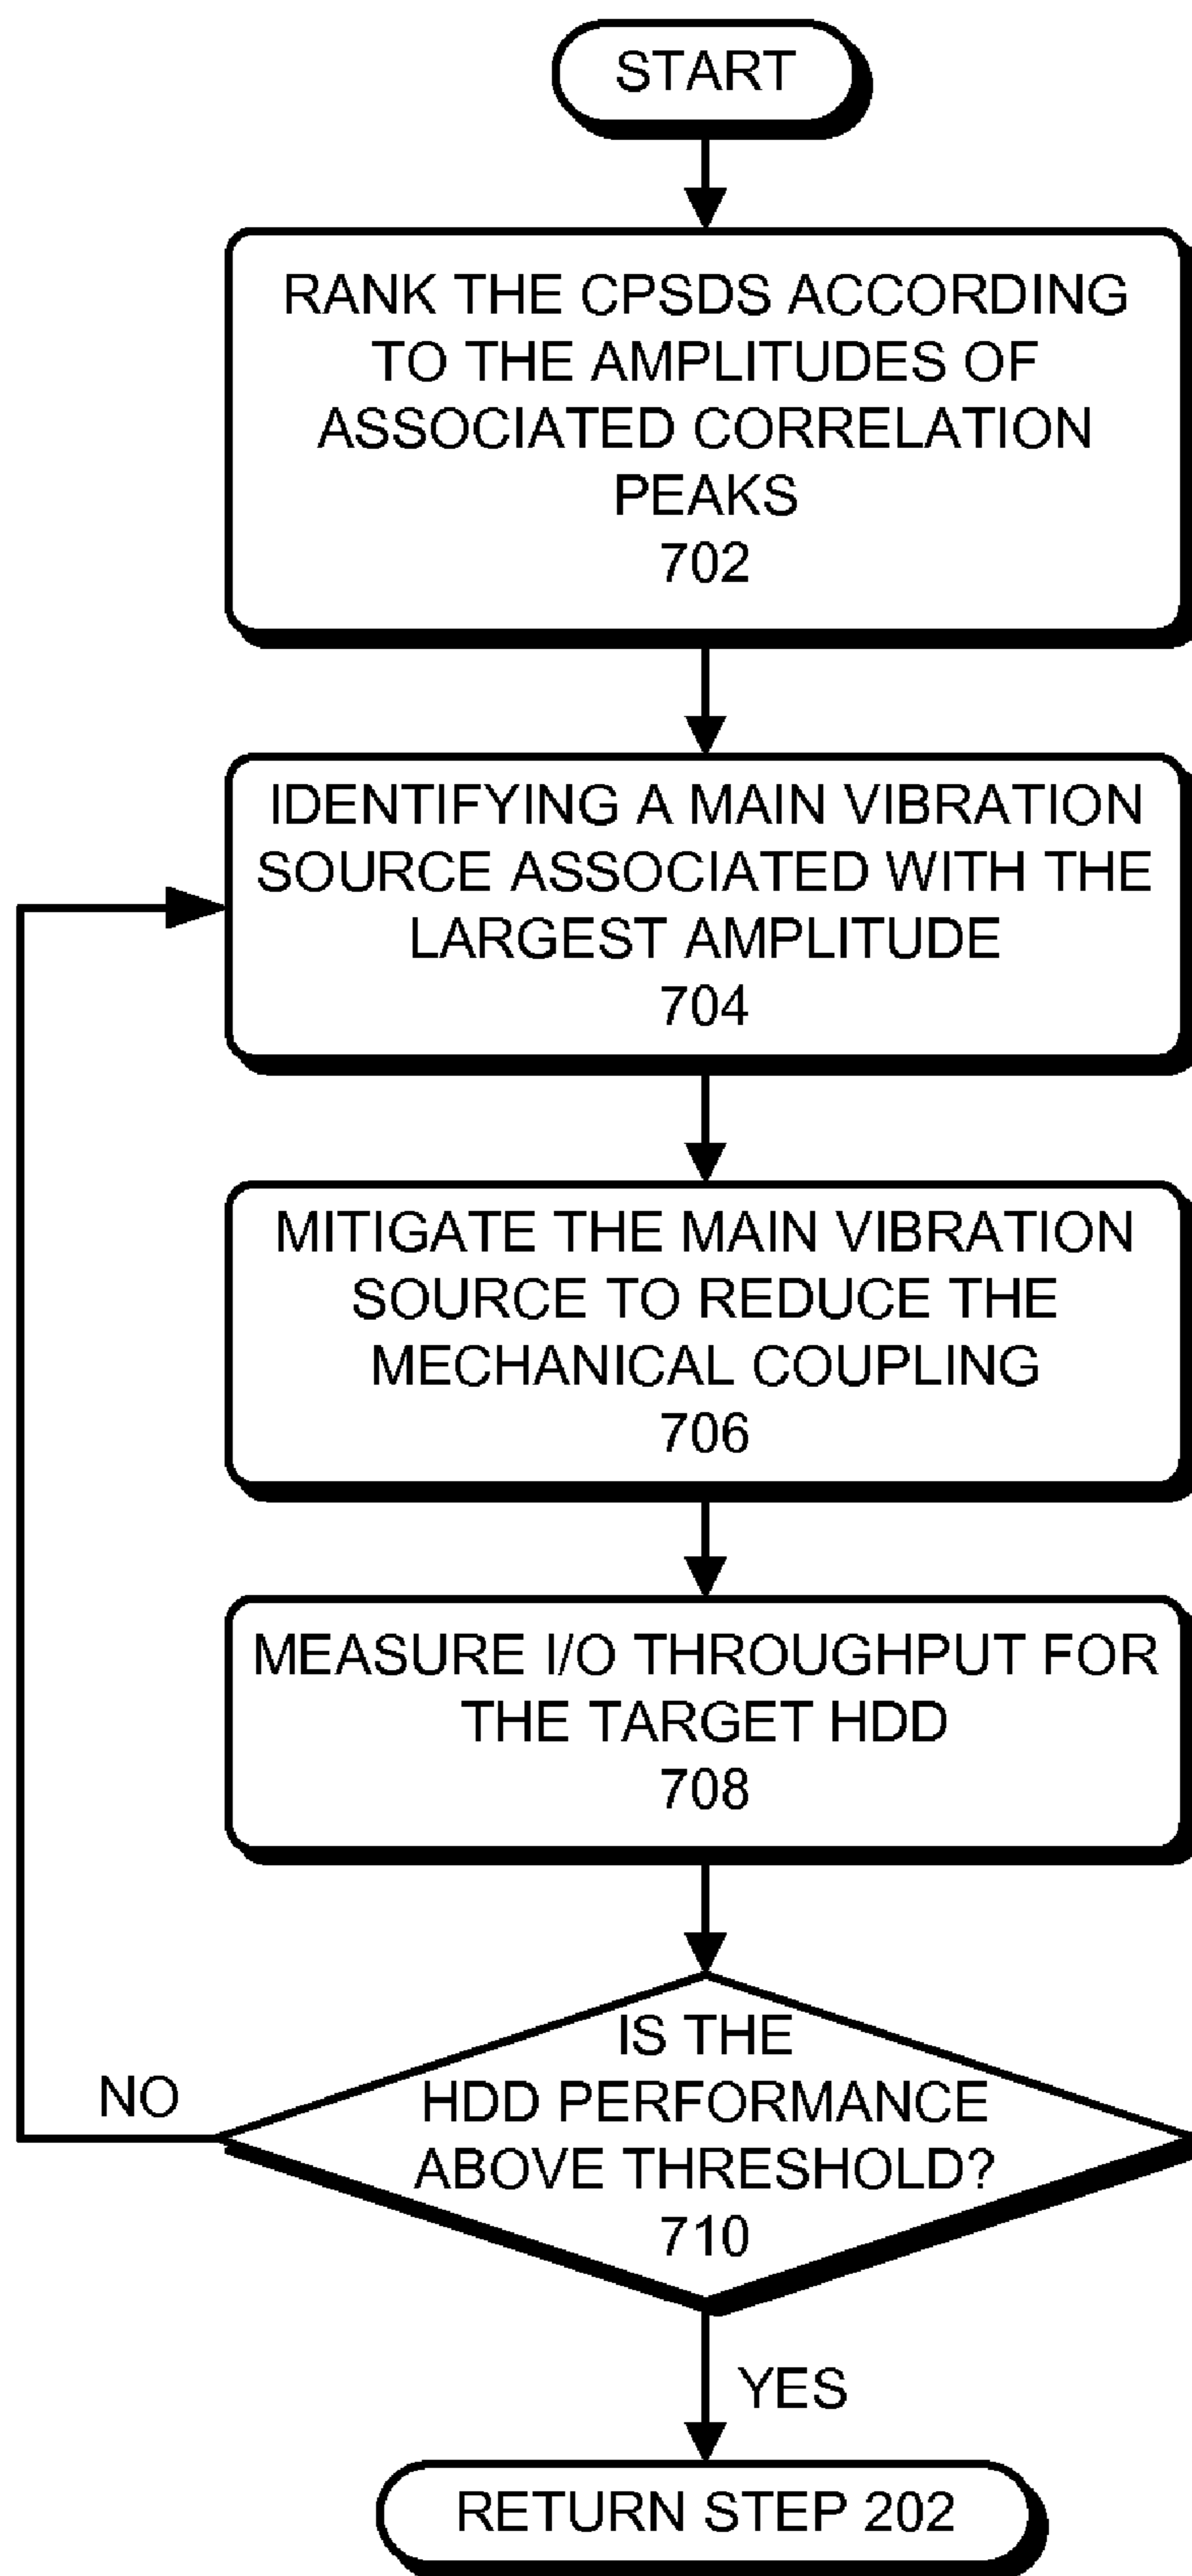 START
RANK THE CPSDS ACCORDING
TO THE AMPLITUDES OF
ASSOCIATED CORRELATION
PEAKS
702
IDENTIFYING A MAIN VIBRATION
SOURCE ASSOCIATED WITH THE
LARGEST AMPLITUDE
704
MITIGATE THE MAIN VIBRATION
SOURCE TO REDUCE THE
MECHANICAL COUPLING
706
MEASURE I/O THROUGHPUT FOR
THE TARGET HDD
708
IS THE
HDD PERFORMANCE
ABOVE THRESHOLD?
710
NO
YES
RETURN STEP 202